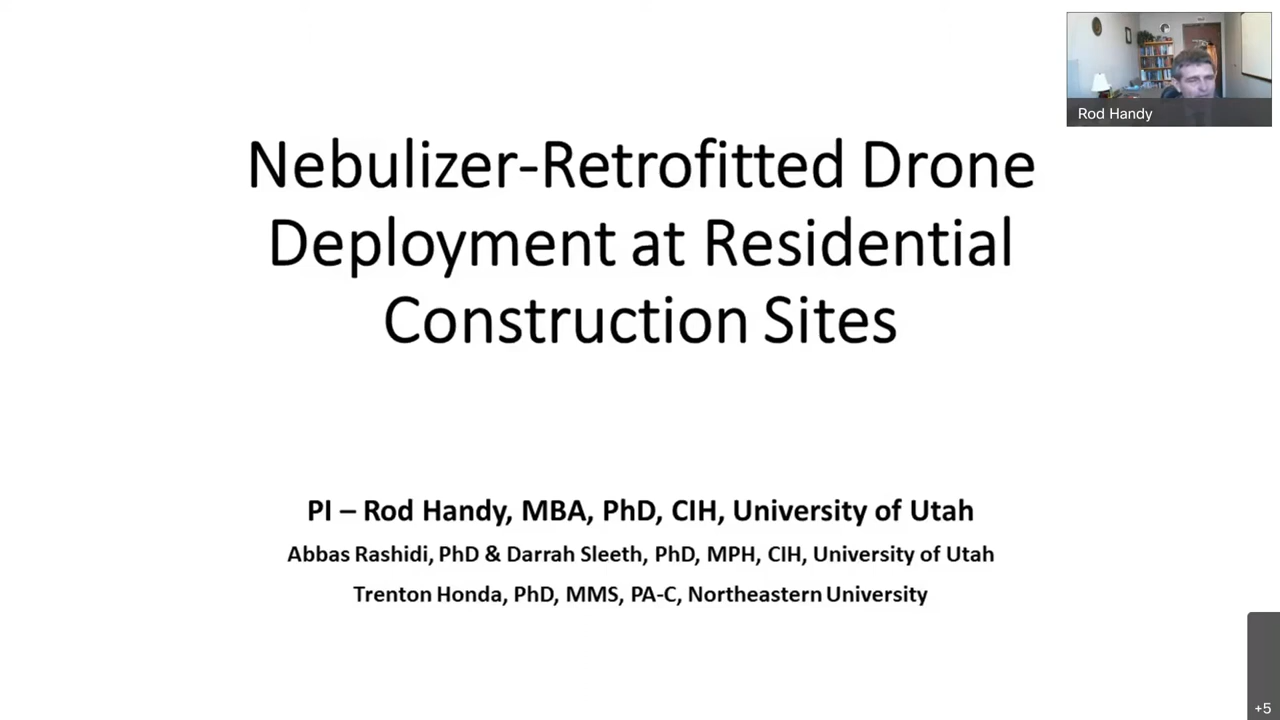 Rod Handy
Nebulizer-Retrofitted Drone
Deployment at Residential
Construction Sites
PI – Rod Handy, MBA, PhD, CIH, University of Utah
Abbas Rashidi, PhD & Darrah Sleeth, PhD, MPH, CIH, University of Utah
Trenton Honda, PhD, MMS, PA-C, Northeastern University
+5